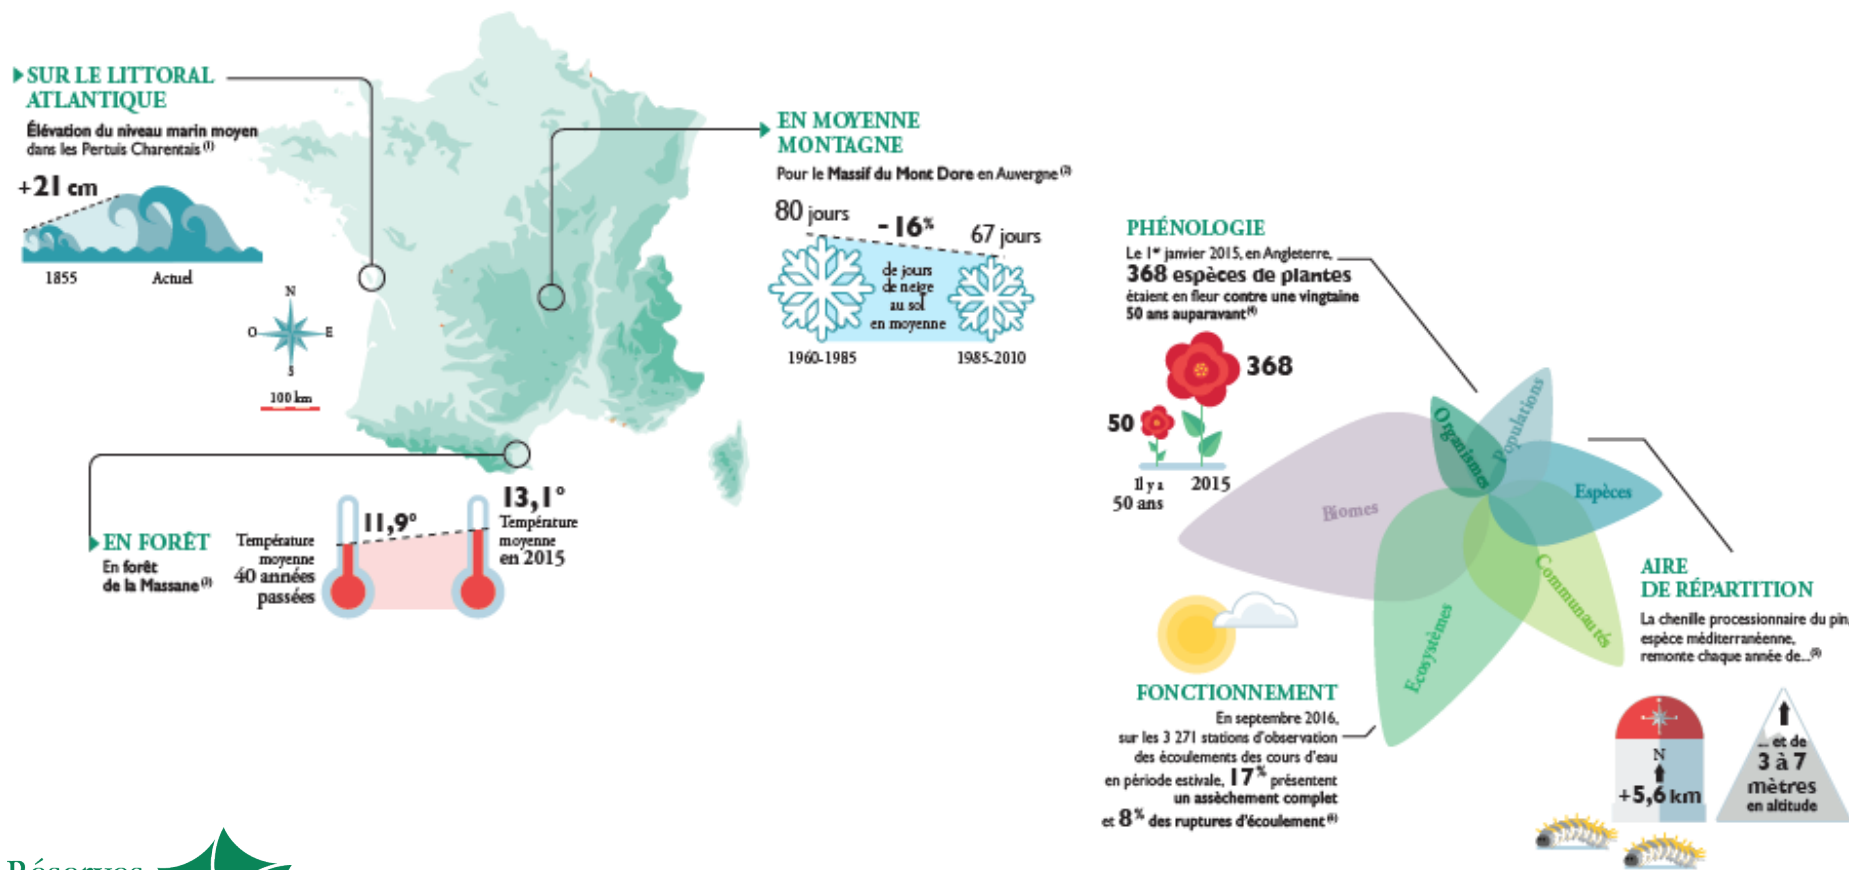 SUR LE LITTORAL
ATLANTIQUE
Élévation du niveau marin moyen
dans les Pertuis Charentais (1)
+21 cm
1855
Actuel
N
O
E
S
100 km
EN MOYENNE
MONTAGNE
Pour le Massif du Mont Dore en Auvergne (2)
80 jours
-16%
67 jours
de jours
de neige
au sol
en moyenne
1960-1985
1985-2010
EN FORÊT
En forêt
de la Massane (3)
Température
moyenne
40 années
passées
11,9°
13,1°
Température
moyenne
en 2015
PHÉNOLOGIE
Le 1er janvier 2015, en Angleterre,
368 espèces de plantes
étaient en fleur contre une vingtaine
50 ans auparavant(4)
368
50
Il y a
50 ans
2015
Organismes
Populations
Espèces
Biomes
Communautés
Ecosystèmes
AIRE
DE RÉPARTITION
La chenille processionnaire du pin,
espèce méditerranéenne,
remonte chaque année de...(5)
N
+5,6 km
... et de
3 à 7
mètres
en altitude
FONCTIONNEMENT
En septembre 2016,
sur les 3 271 stations d'observation
des écoulements des cours d'eau
en période estivale, 17% présentent
un assèchement complet
et 8% des ruptures d'écoulement(6)
Réserves